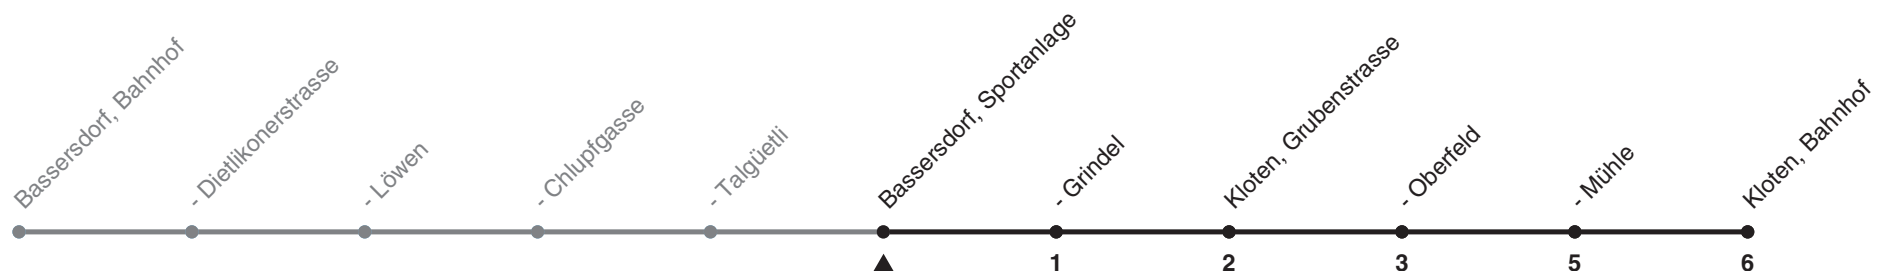 Bassersdorf, Bahnhof
- Dietlikonerstrasse
- Löwen
- Chlupfgasse
- Talgüetli
Bassersdorf, Sportanlage
- Grindel
Kloten, Grubenstrasse
- Oberfeld
- Mühle
Kloten, Bahnhof
1 2 3 5 6